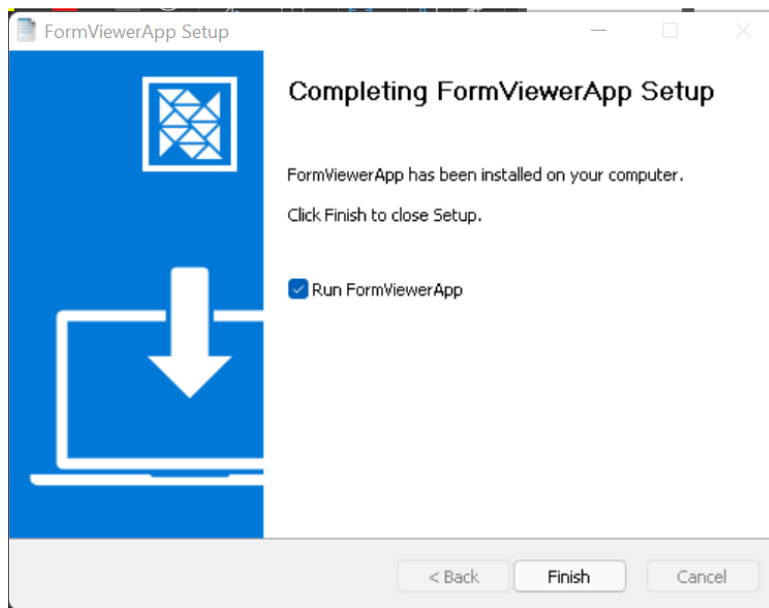 FormViewerApp Setup
Completing FormViewerApp Setup
FormViewerApp has been installed on your computer.
Click Finish to close Setup.
Run FormViewerApp
< Back
Finish
Cancel